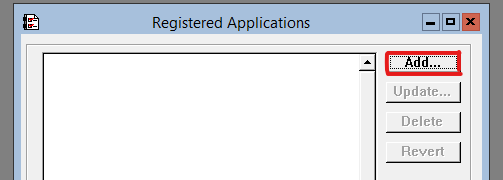 Registered Applications
Add...
Update...
Delete
Revert